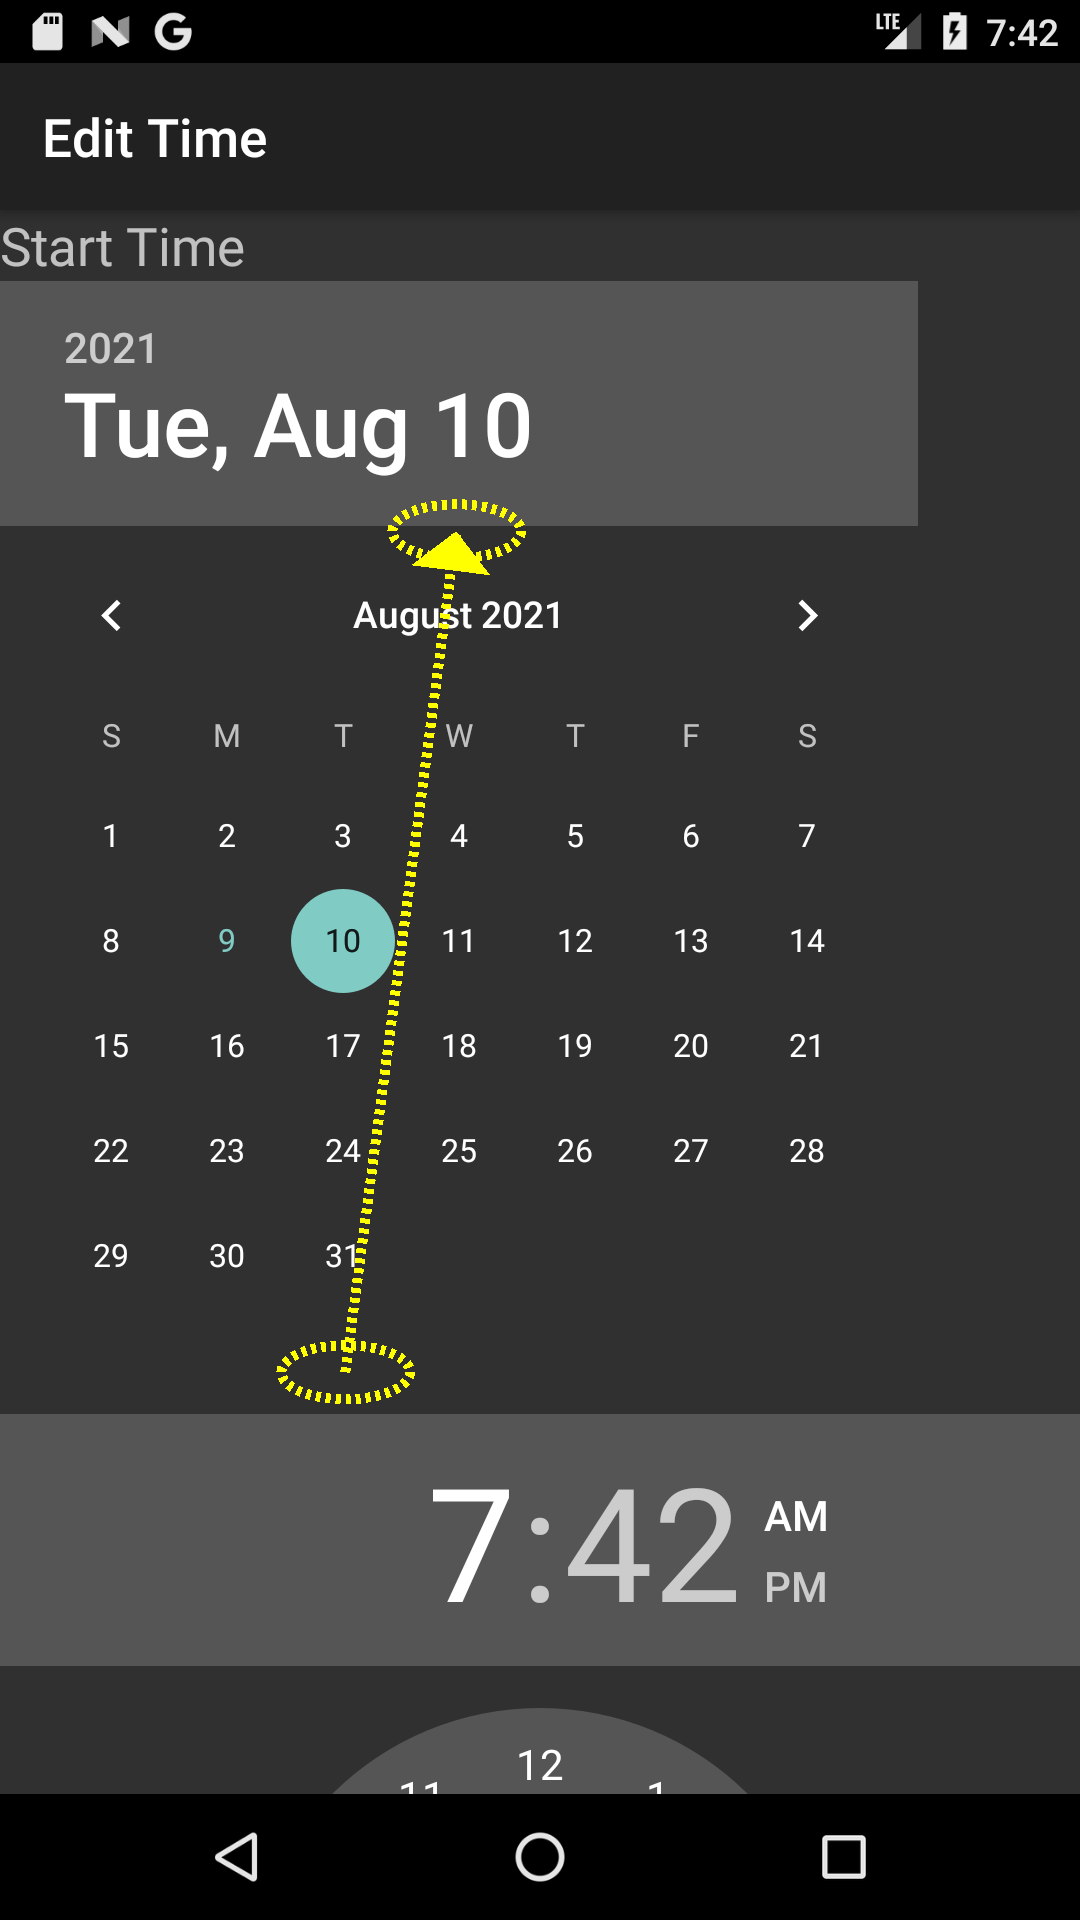 LTE 7:42
Edit Time
Start Time
2021
Tue, Aug 10
August 2021
S M T W T F S
1 2 3 4 5 6 7
8 9 10 11 12 13 14
15 16 17 18 19 20 21
22 23 24 25 26 27 28
29 30 31
7:42 AM
PM
12
11 1